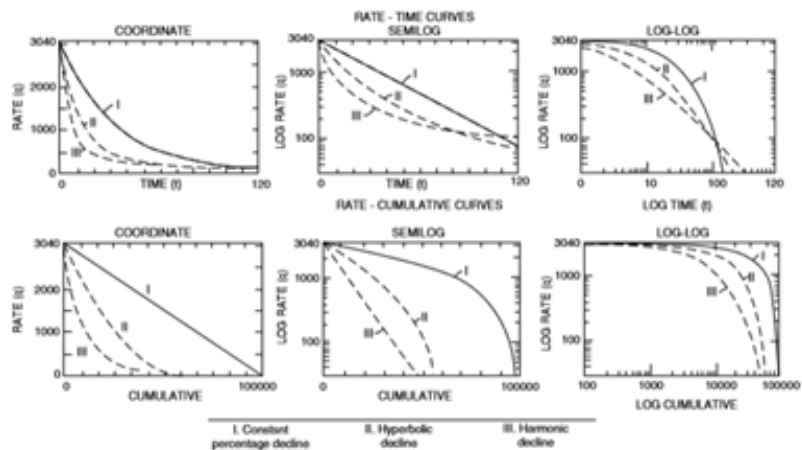 RATE - TIME CURVES
COORDINATE
SEMILOG
LOG-LOG
3040
2000
1000
0
RATE (q)
I
II
III
0
TIME (t)
120
3040
1000
100
LOG RATE (q)
I
II
III
0
TIME (t)
120
3040
1000
100
LOG RATE (q)
I
II
III
0
10
100
120
LOG TIME (t)
RATE - CUMULATIVE CURVES
COORDINATE
SEMILOG
LOG-LOG
3040
2000
1000
0
RATE (q)
I
II
III
0
CUMULATIVE
100000
3040
1000
100
LOG RATE (q)
I
II
III
0
CUMULATIVE
100000
3040
1000
100
LOG RATE (q)
I
II
III
100
1000
10000
100000
LOG CUMULATIVE
I. Constant percentage decline
II. Hyperbolic decline
III. Harmonic decline